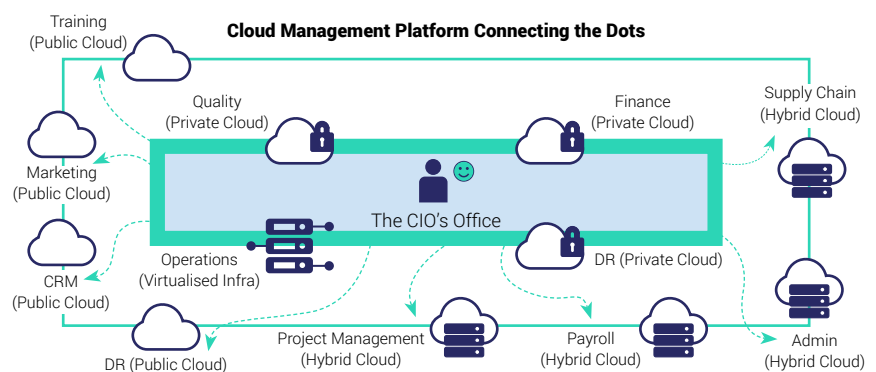 Training
(Public Cloud)
Cloud Management Platform Connecting the Dots
Quality
(Private Cloud)
Finance
(Private Cloud)
Supply Chain
(Hybrid Cloud)
Marketing
(Public Cloud)
The CIO's Office
Operations
(Virtualised Infra)
DR (Private Cloud)
CRM
(Public Cloud)
DR (Public Cloud)
Project Management
(Hybrid Cloud)
Payroll
(Hybrid Cloud)
Admin
(Hybrid Cloud)